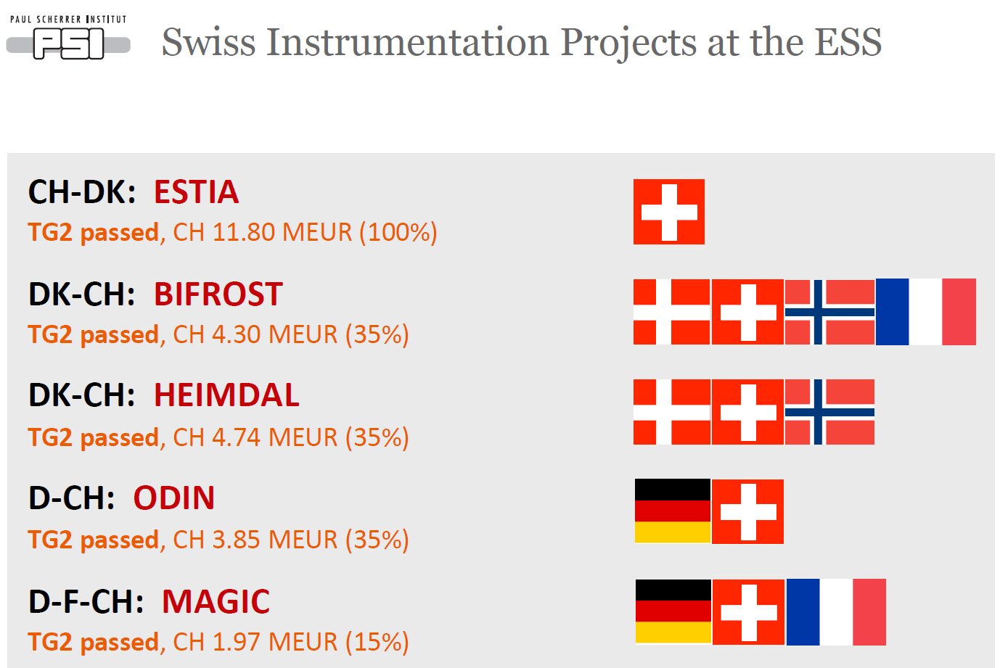 PAUL SCHERRER INSTITUT
PSI
Swiss Instrumentation Projects at the ESS
CH-DK: ESTIA
TG2 passed, CH 11.80 MEUR (100%)
DK-CH: BIFROST
TG2 passed, CH 4.30 MEUR (35%)
DK-CH: HEIMDAL
TG2 passed, CH 4.74 MEUR (35%)
D-CH: ODIN
TG2 passed, CH 3.85 MEUR (35%)
D-F-CH: MAGIC
TG2 passed, CH 1.97 MEUR (15%)